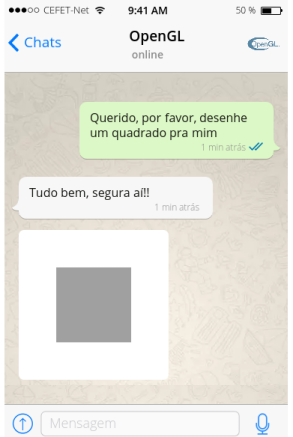 CEFET-Net 9:41 AM 50 %
Chats
OpenGL
online
OpenGL.
Querido, por favor, desenhe
um quadrado pra mim
1 min atrás
Tudo bem, segura aí!!
1 min atrás
Mensagem